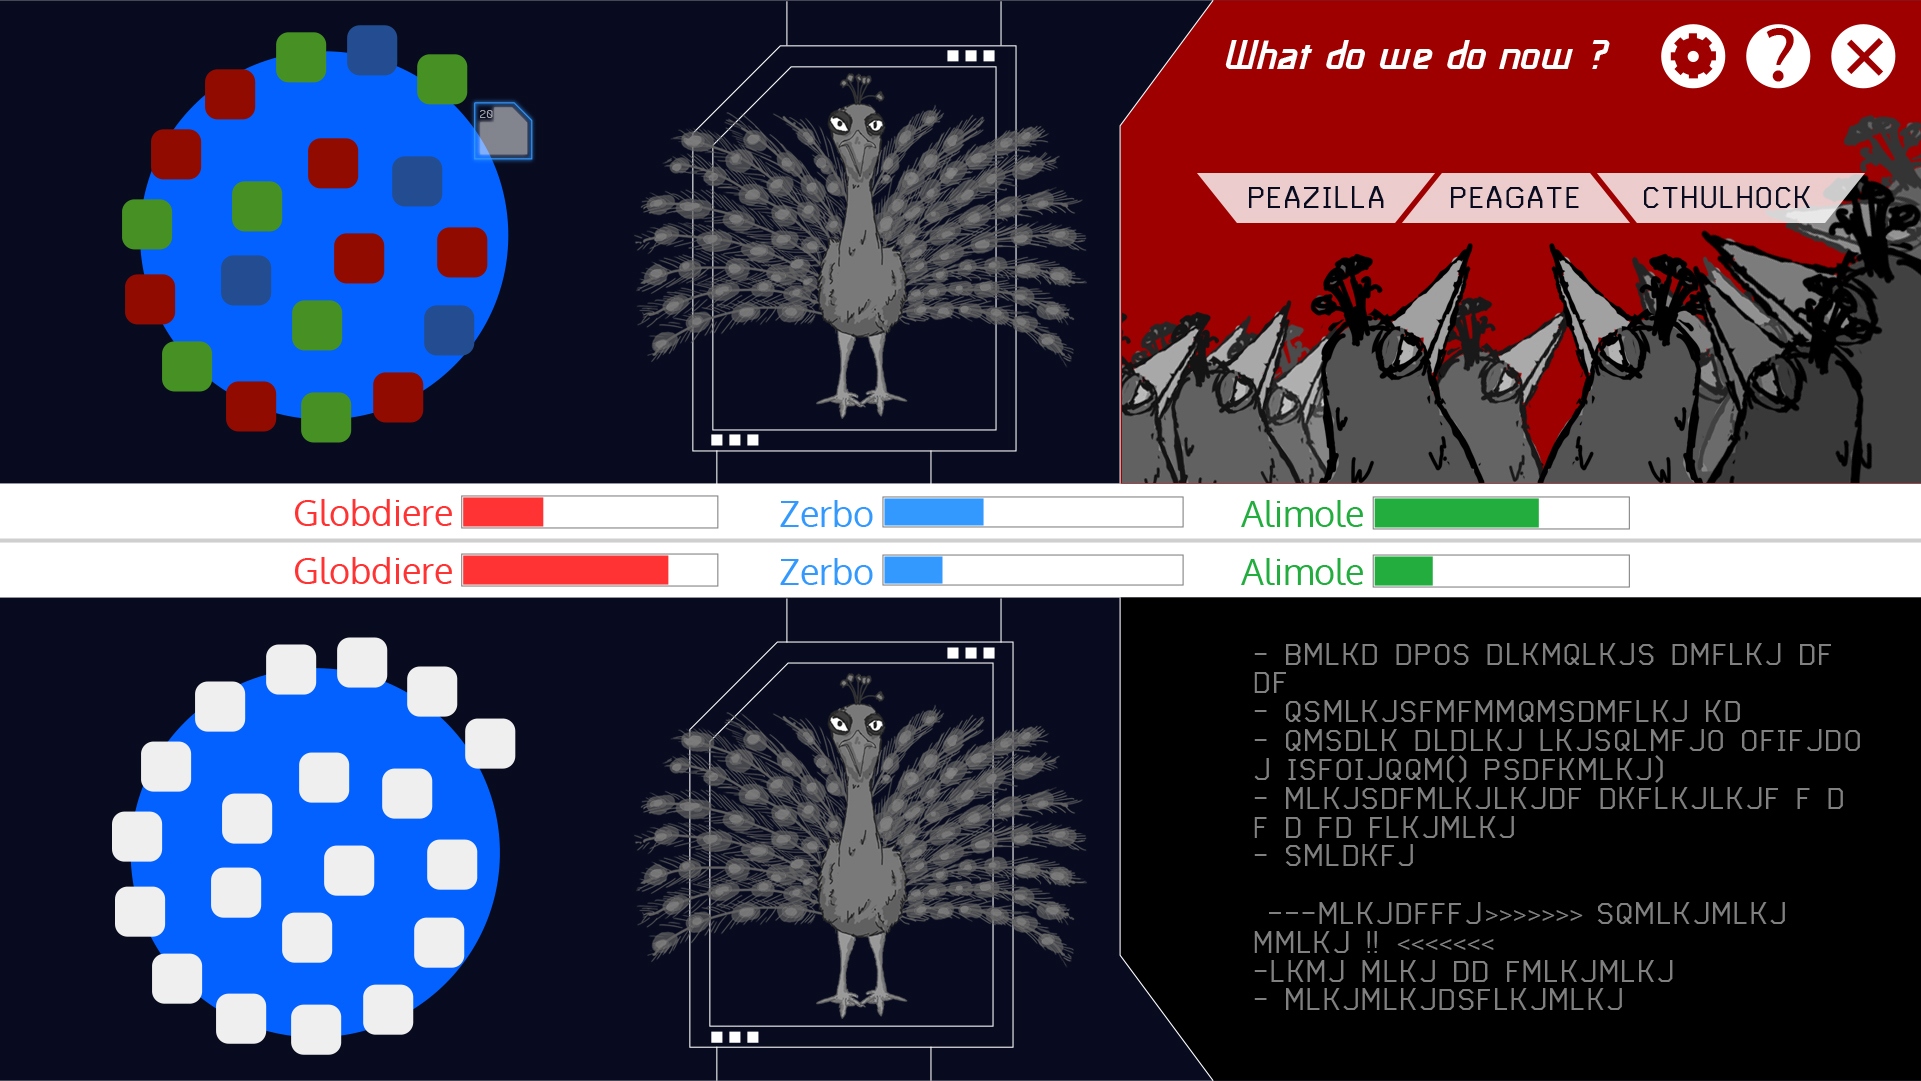 20
What do we do now ?
PEAZILLA PEAGATE CTHULHOCK
Globdiere Zerbo Alimole
Globdiere Zerbo Alimole
- BMLKD DPOS DLKMQLKJS DMFLKJ DF
DF
- QSMLKJSFMFMMQMSDMFLKJ KD
- QMSDLK DLDLKJ LKJSQLMFJO OFIFJDO
J ISFOIJQQM() PSDFKMLKJ)
- MLKJSDFMLKJLKJDF DKFLKJLKJF F D
F D FD FLKJMLKJ
- SMLDKFJ
---MLKJDFFFJ>>>>>>> SQMLKJMLKJ
MMLKJ !! <<<<<<<
-LKMJ MLKJ DD FMLKJMLKJ
- MLKJMLKJDSFLKJMLKJ